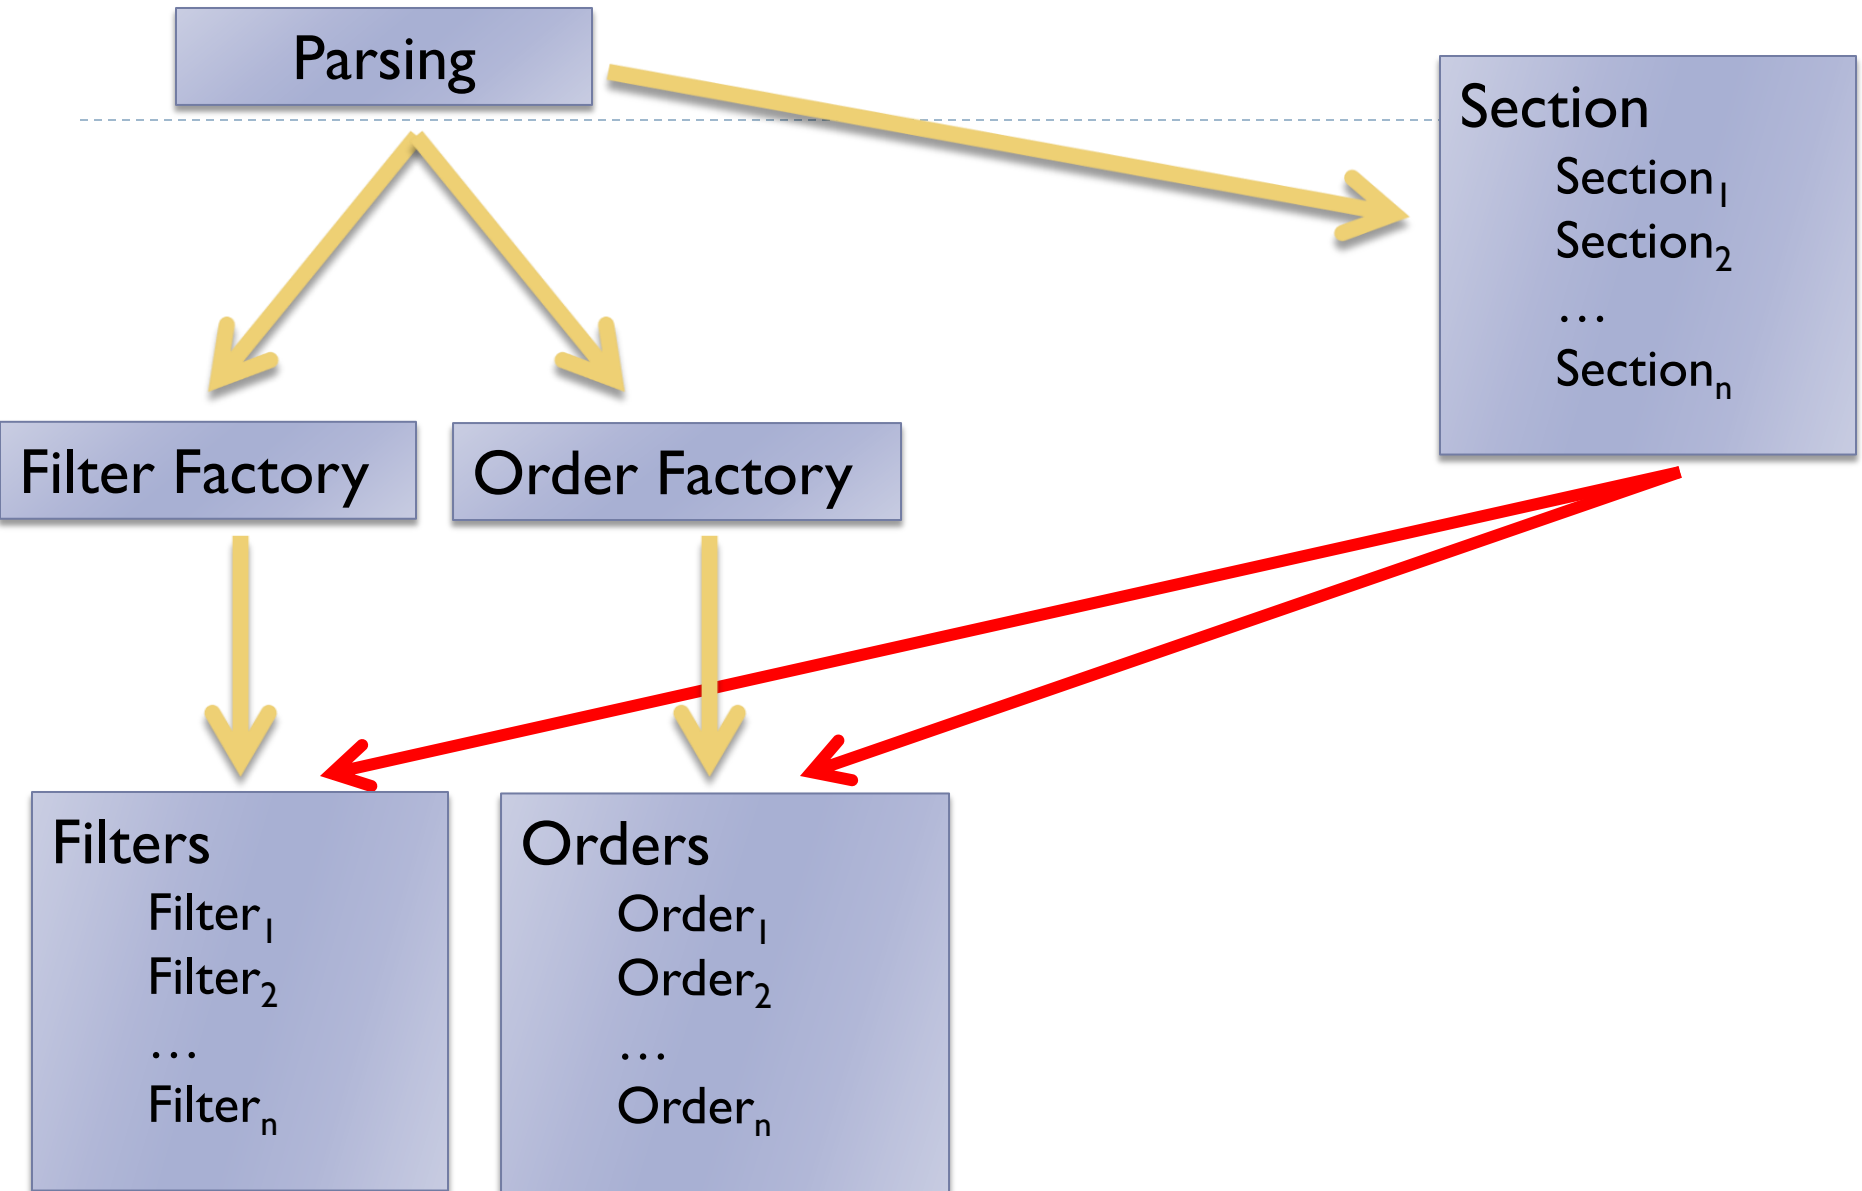 Parsing
Section
Section₁
Section₂
…
Sectionₙ
Filter Factory
Order Factory
Filters
Filter₁
Filter₂
…
Filterₙ
Orders
Order₁
Order₂
…
Orderₙ